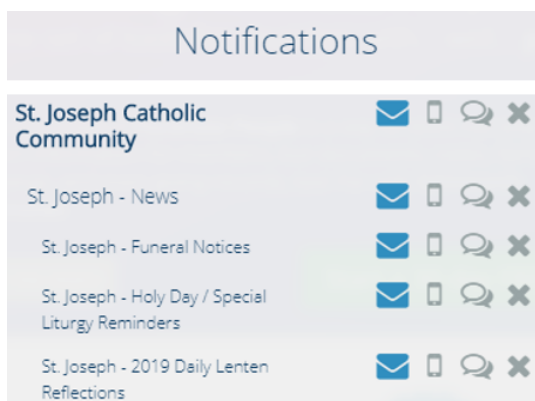 Notifications
St. Joseph Catholic
Community
St. Joseph - News
St. Joseph - Funeral Notices
St. Joseph - Holy Day / Special
Liturgy Reminders
St. Joseph - 2019 Daily Lenten
Reflections